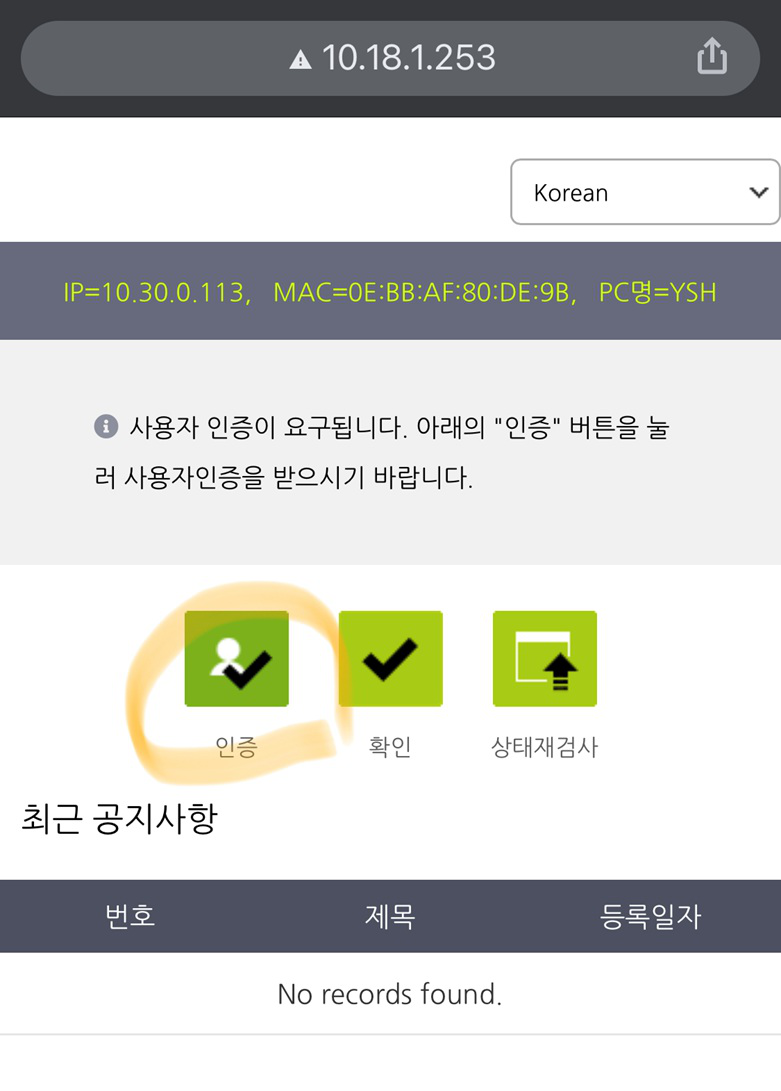 10.18.1.253
Korean
IP=10.30.0.113, MAC=0E:BB:AF:80:DE:9B, PC명=YSH
사용자 인증이 요구됩니다. 아래의 "인증" 버튼을 눌
러 사용자인증을 받으시기 바랍니다.
인증 확인 상태재검사
최근 공지사항
번호 제목 등록일자
No records found.